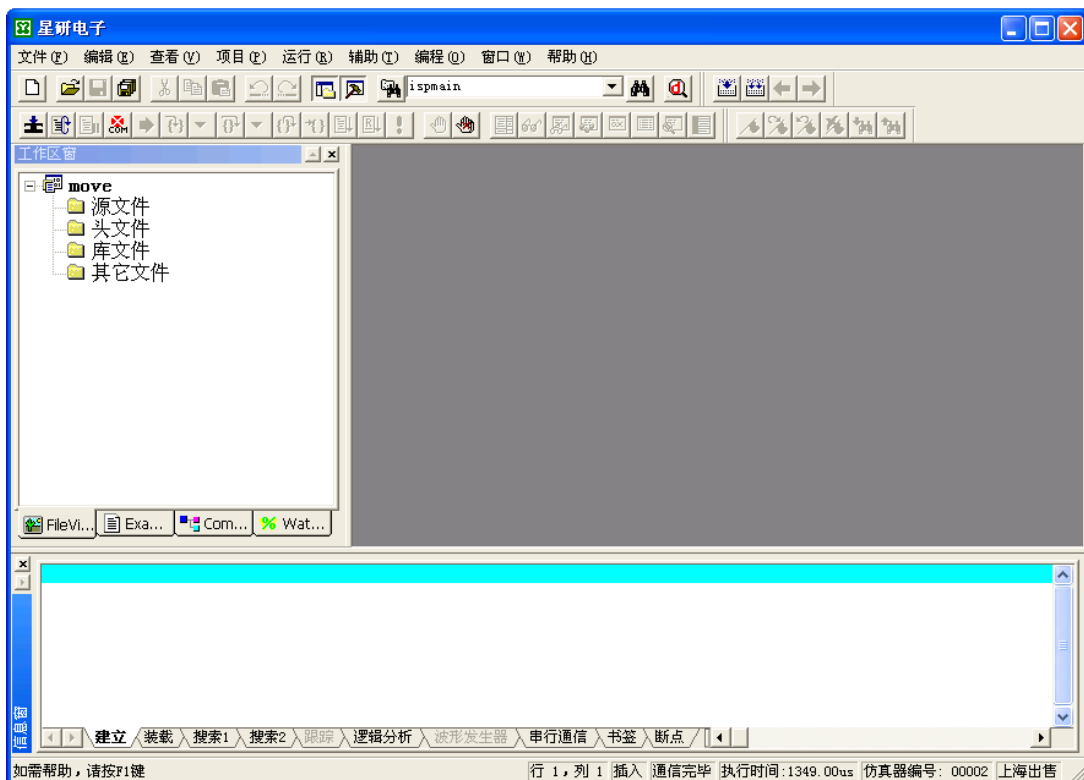 星研电子
文件(F) 编辑(E) 查看(V) 项目(P) 运行(R) 辅助(T) 编程(O) 窗口(W) 帮助(H)
ispmain
COM
工作区窗
move
源文件
头文件
库文件
其它文件
FileVi... Exa... Com... Wat...
信息窗
建立 装载 搜索1 搜索2 跟踪 逻辑分析 波形发生器 串行通信 书签 断点
如需帮助，请按F1键 行 1，列 1 插入 通信完毕 执行时间:1349.00us 仿真器编号: 00002 上海出售